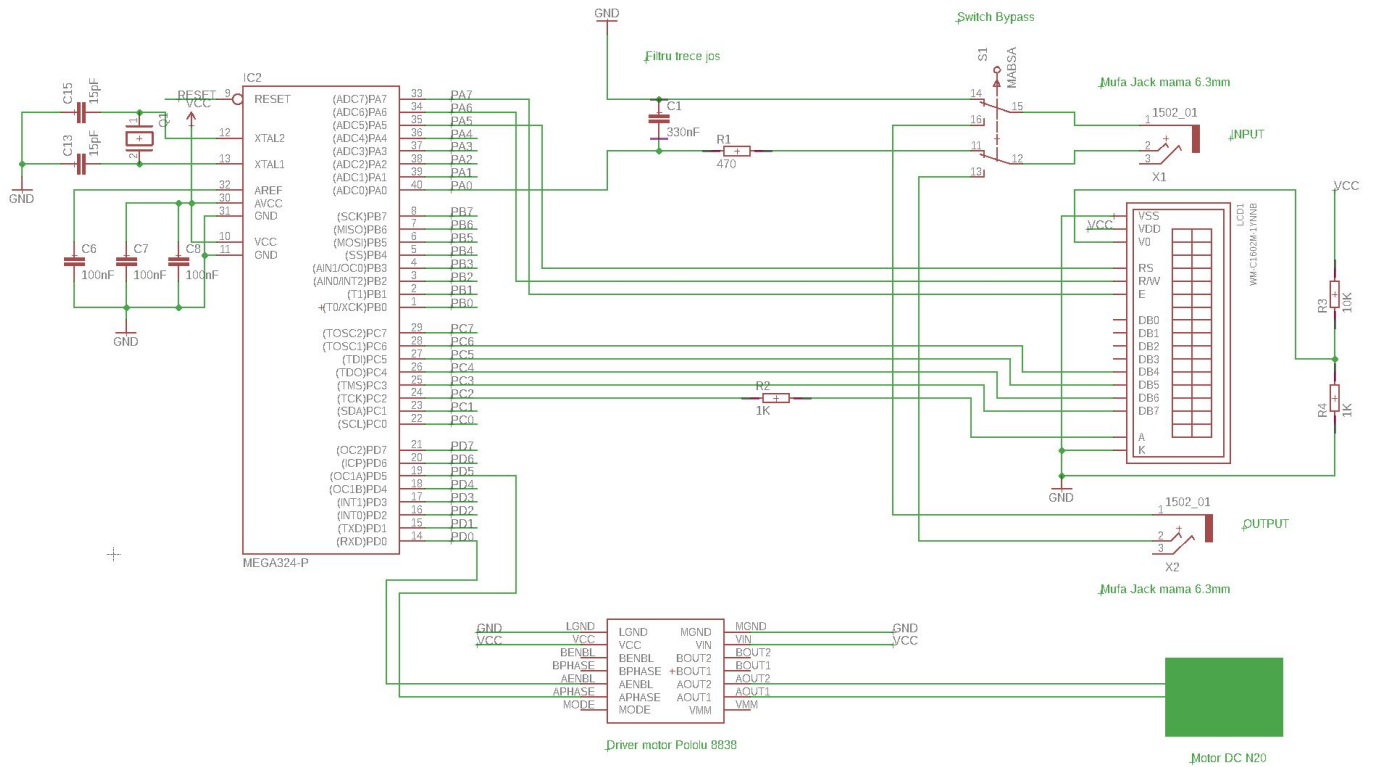 GND
Switch Bypass
Filtru trece jos
S1
MABSA
Mufa Jack mama 6.3mm
IC2
C15
15pF
RESET
VCC
9
RESET
(ADC7)PA7
33
PA7
(ADC6)PA6
34
PA6
(ADC5)PA5
35
PA5
(ADC4)PA4
36
PA4
(ADC3)PA3
37
PA3
(ADC2)PA2
38
PA2
(ADC1)PA1
39
PA1
(ADC0)PA0
40
PA0
C1
330nF
R1
470
14
15
16
11
12
13
1502_01
1
2
3
INPUT
X1
1
2
Q1
C13
15pF
GND
12
XTAL2
13
XTAL1
32
AREF
30
AVCC
31
GND
10
VCC
11
GND
C6
100nF
C7
100nF
C8
100nF
GND
(SCK)PB7
8
PB7
(MISO)PB6
7
PB6
(MOSI)PB5
6
PB5
(SS)PB4
5
PB4
(AIN1/OC0)PB3
4
PB3
(AIN0/INT2)PB2
3
PB2
(T1)PB1
2
PB1
(T0/XCK)PB0
1
PB0
(TOSC2)PC7
29
PC7
(TOSC1)PC6
28
PC6
(TDI)PC5
27
PC5
(TDO)PC4
26
PC4
(TMS)PC3
25
PC3
(TCK)PC2
24
PC2
(SDA)PC1
23
PC1
(SCL)PC0
22
PC0
(OC2)PD7
21
PD7
(ICP)PD6
20
PD6
(OC1A)PD5
19
PD5
(OC1B)PD4
18
PD4
(INT1)PD3
17
PD3
(INT0)PD2
16
PD2
(TXD)PD1
15
PD1
(RXD)PD0
14
PD0
MEGA324-P
R2
1K
VCC
VSS
VDD
V0
RS
R/W
E
DB0
DB1
DB2
DB3
DB4
DB5
DB6
DB7
A
K
LCD1
WM-C1602M-1YNNB
VCC
R3
10K
R4
1K
GND
1502_01
1
2
3
OUTPUT
X2
Mufa Jack mama 6.3mm
GND
LGND
LGND
MGND
MGND
GND
VCC
VCC
VCC
VIN
VIN
VCC
BENBL
BENBL
BOUT2
BOUT2
BPHASE
BPHASE
BOUT1
BOUT1
AENBL
AENBL
AOUT2
AOUT2
APHASE
APHASE
AOUT1
AOUT1
MODE
MODE
VMM
VMM
Driver motor Pololu 8838
Motor DC N20